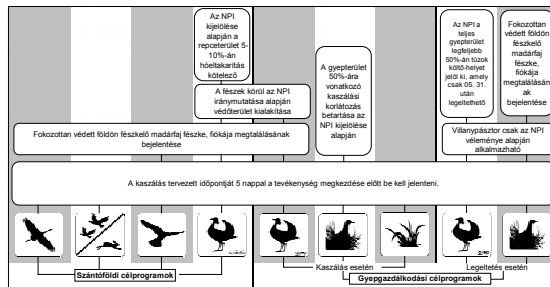 Az NPI
kijelölése
alapján a
repceterület 5-
10%-án
hóeltakarítás
kötelező
A fészek körül az NPI
iránymutatása alapján
védőterület kialakítása
Fokozottan védett földön fészkelő madárfaj fészke, fiókája megtalálásának
bejelentése
A gyepterület
50%-ára
vonatkozó
kaszálási
korlátozás
betartása az
NPI kijelölése
alapján
Az NPI a
teljes
gyepterület
legfeljebb
50%-án túzok
költő-helyet
jelöl ki, amely
csak 05. 31.
után
legeltethető
Fokozottan
védett földön
fészkelő
madárfaj
fészke,
fiókája
megtalálásán
ak
bejelentése
Villanypásztor csak az NPI
véleménye alapján
alkalmazható
A kaszálás tervezett időpontját 5 nappal a tevékenység megkezdése előtt be kell jelenteni.
Szántóföldi célprogramok
Kaszálás esetén
Legeltetés esetén
Gyepgazdálkodási célprogramok